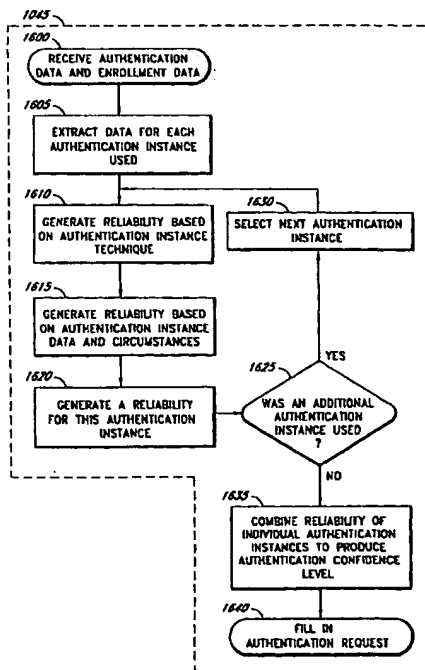 1045
1600
RECEIVE AUTHENTICATION
DATA AND ENROLLMENT DATA
1605
EXTRACT DATA FOR EACH
AUTHENTICATION INSTANCE
USED
1610
GENERATE RELIABILITY BASED
ON AUTHENTICATION INSTANCE
TECHNIQUE
1615
GENERATE RELIABILITY BASED
ON AUTHENTICATION INSTANCE
DATA AND CIRCUMSTANCES
1620
GENERATE A RELIABILITY
FOR THIS AUTHENTICATION
INSTANCE
1630
SELECT NEXT AUTHENTICATION
INSTANCE
YES
1625
WAS AN ADDITIONAL
AUTHENTICATION
INSTANCE USED
?
NO
1635
COMBINE RELIABILITY OF
INDIVIDUAL AUTHENTICATION
INSTANCES TO PRODUCE
AUTHENTICATION CONFIDENCE
LEVEL
1640
FILL IN
AUTHENTICATION REQUEST